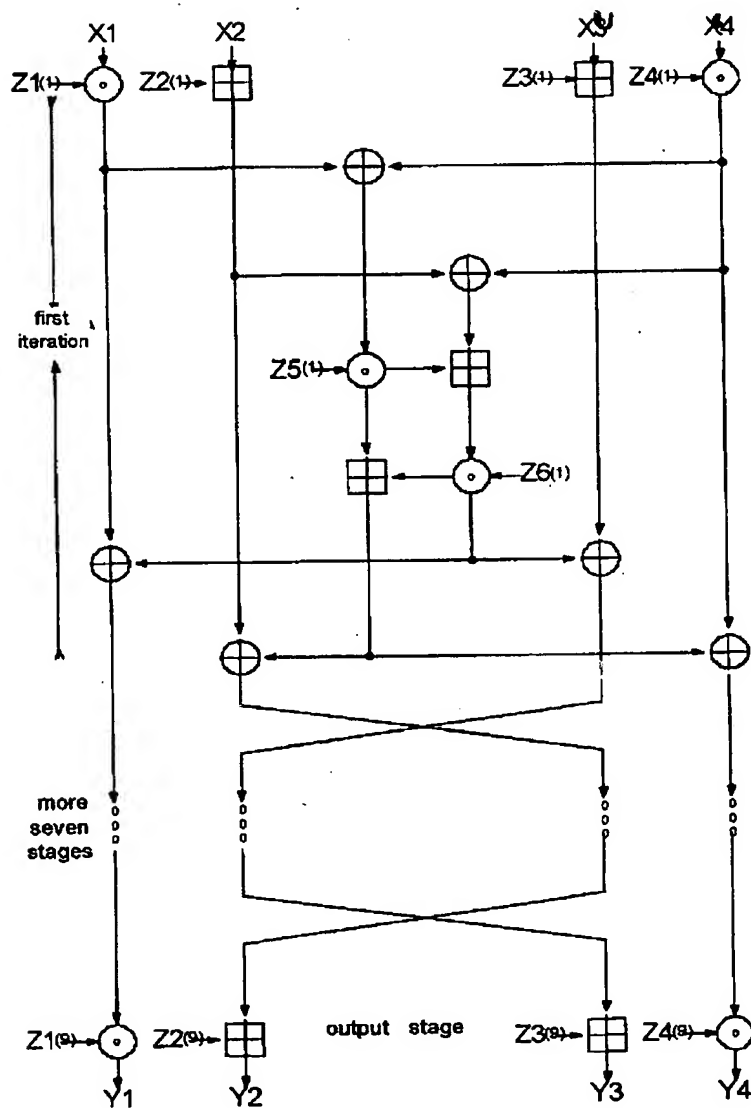 X1 X2 X3 X4
Z1(1) Z2(1) Z3(1) Z4(1)
first
iteration
Z5(1)
Z6(1)
more
seven
stages
Z1(9) Z2(9) output stage Z3(9) Z4(9)
Y1 Y2 Y3 Y4